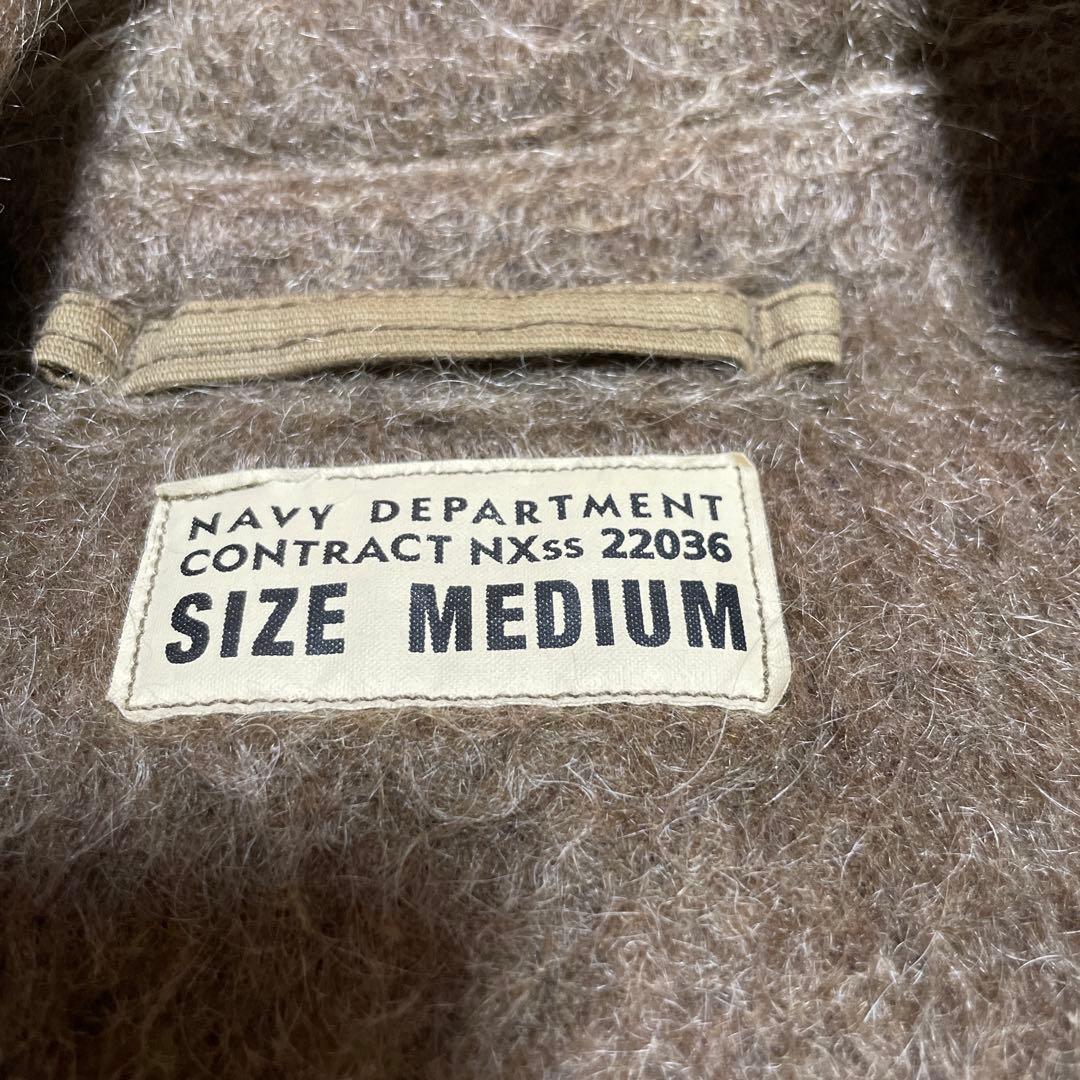 NAVY DEPARTMENT
CONTRACT NXss 22036
SIZE MEDIUM